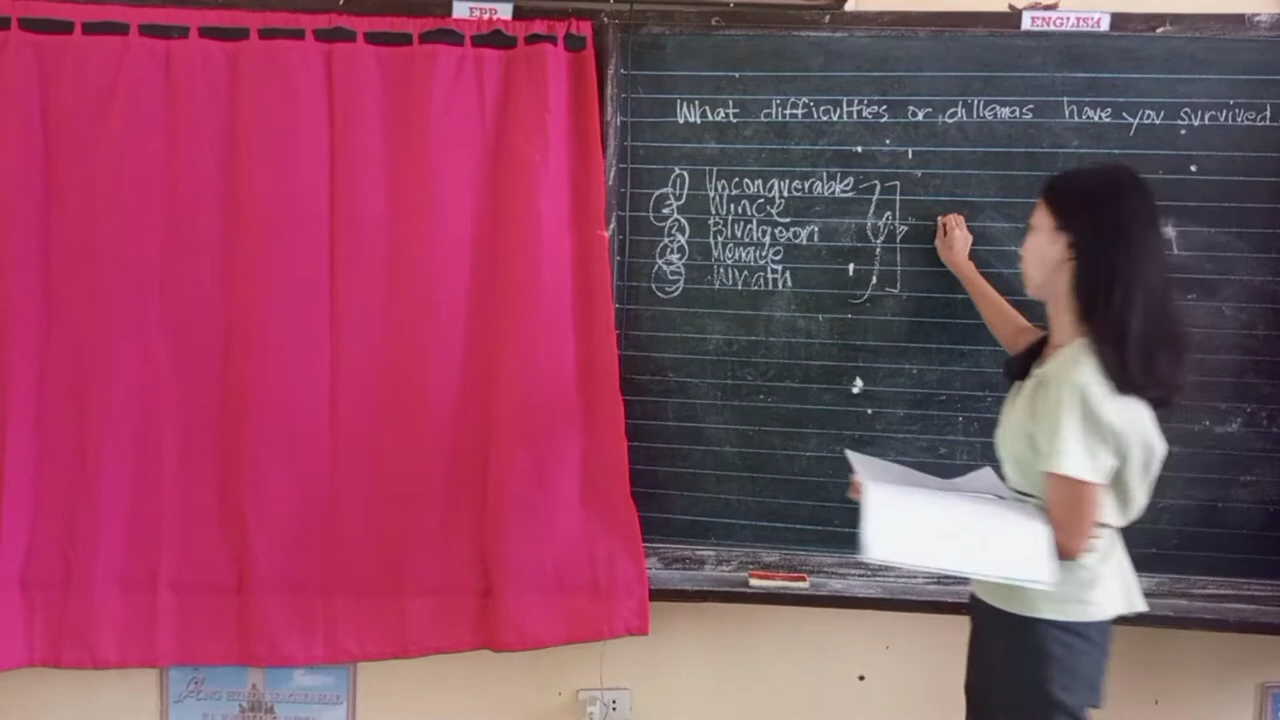 EPP
ENGLISH
What difficulties or dillemas have you survived
1 Unconquerable
2 Wince
3 Bludgeon
4 Menace
5 Wrath